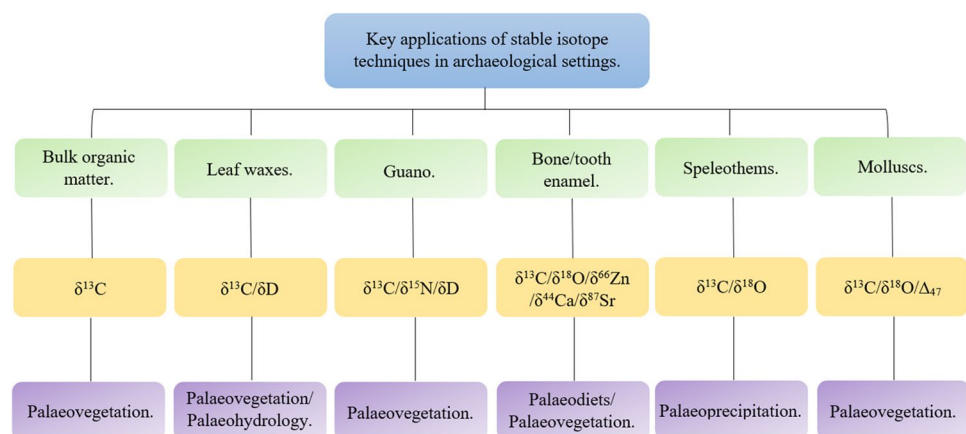 Key applications of stable isotope
techniques in archaeological settings.
Bulk organic
matter.
Leaf waxes.
Guano.
Bone/tooth
enamel.
Speleothems.
Molluscs.
δ¹³C
δ¹³C/δD
δ¹³C/δ¹⁵N/δD
δ¹³C/δ¹⁸O/δ⁶⁶Zn
/δ⁴⁴Ca/δ⁸⁷Sr
δ¹³C/δ¹⁸O
δ¹³C/δ¹⁸O/Δ₄₇
Palaeovegetation.
Palaeovegetation/
Palaeohydrology.
Palaeovegetation.
Palaeodiets/
Palaeovegetation.
Palaeoprecipitation.
Palaeovegetation.